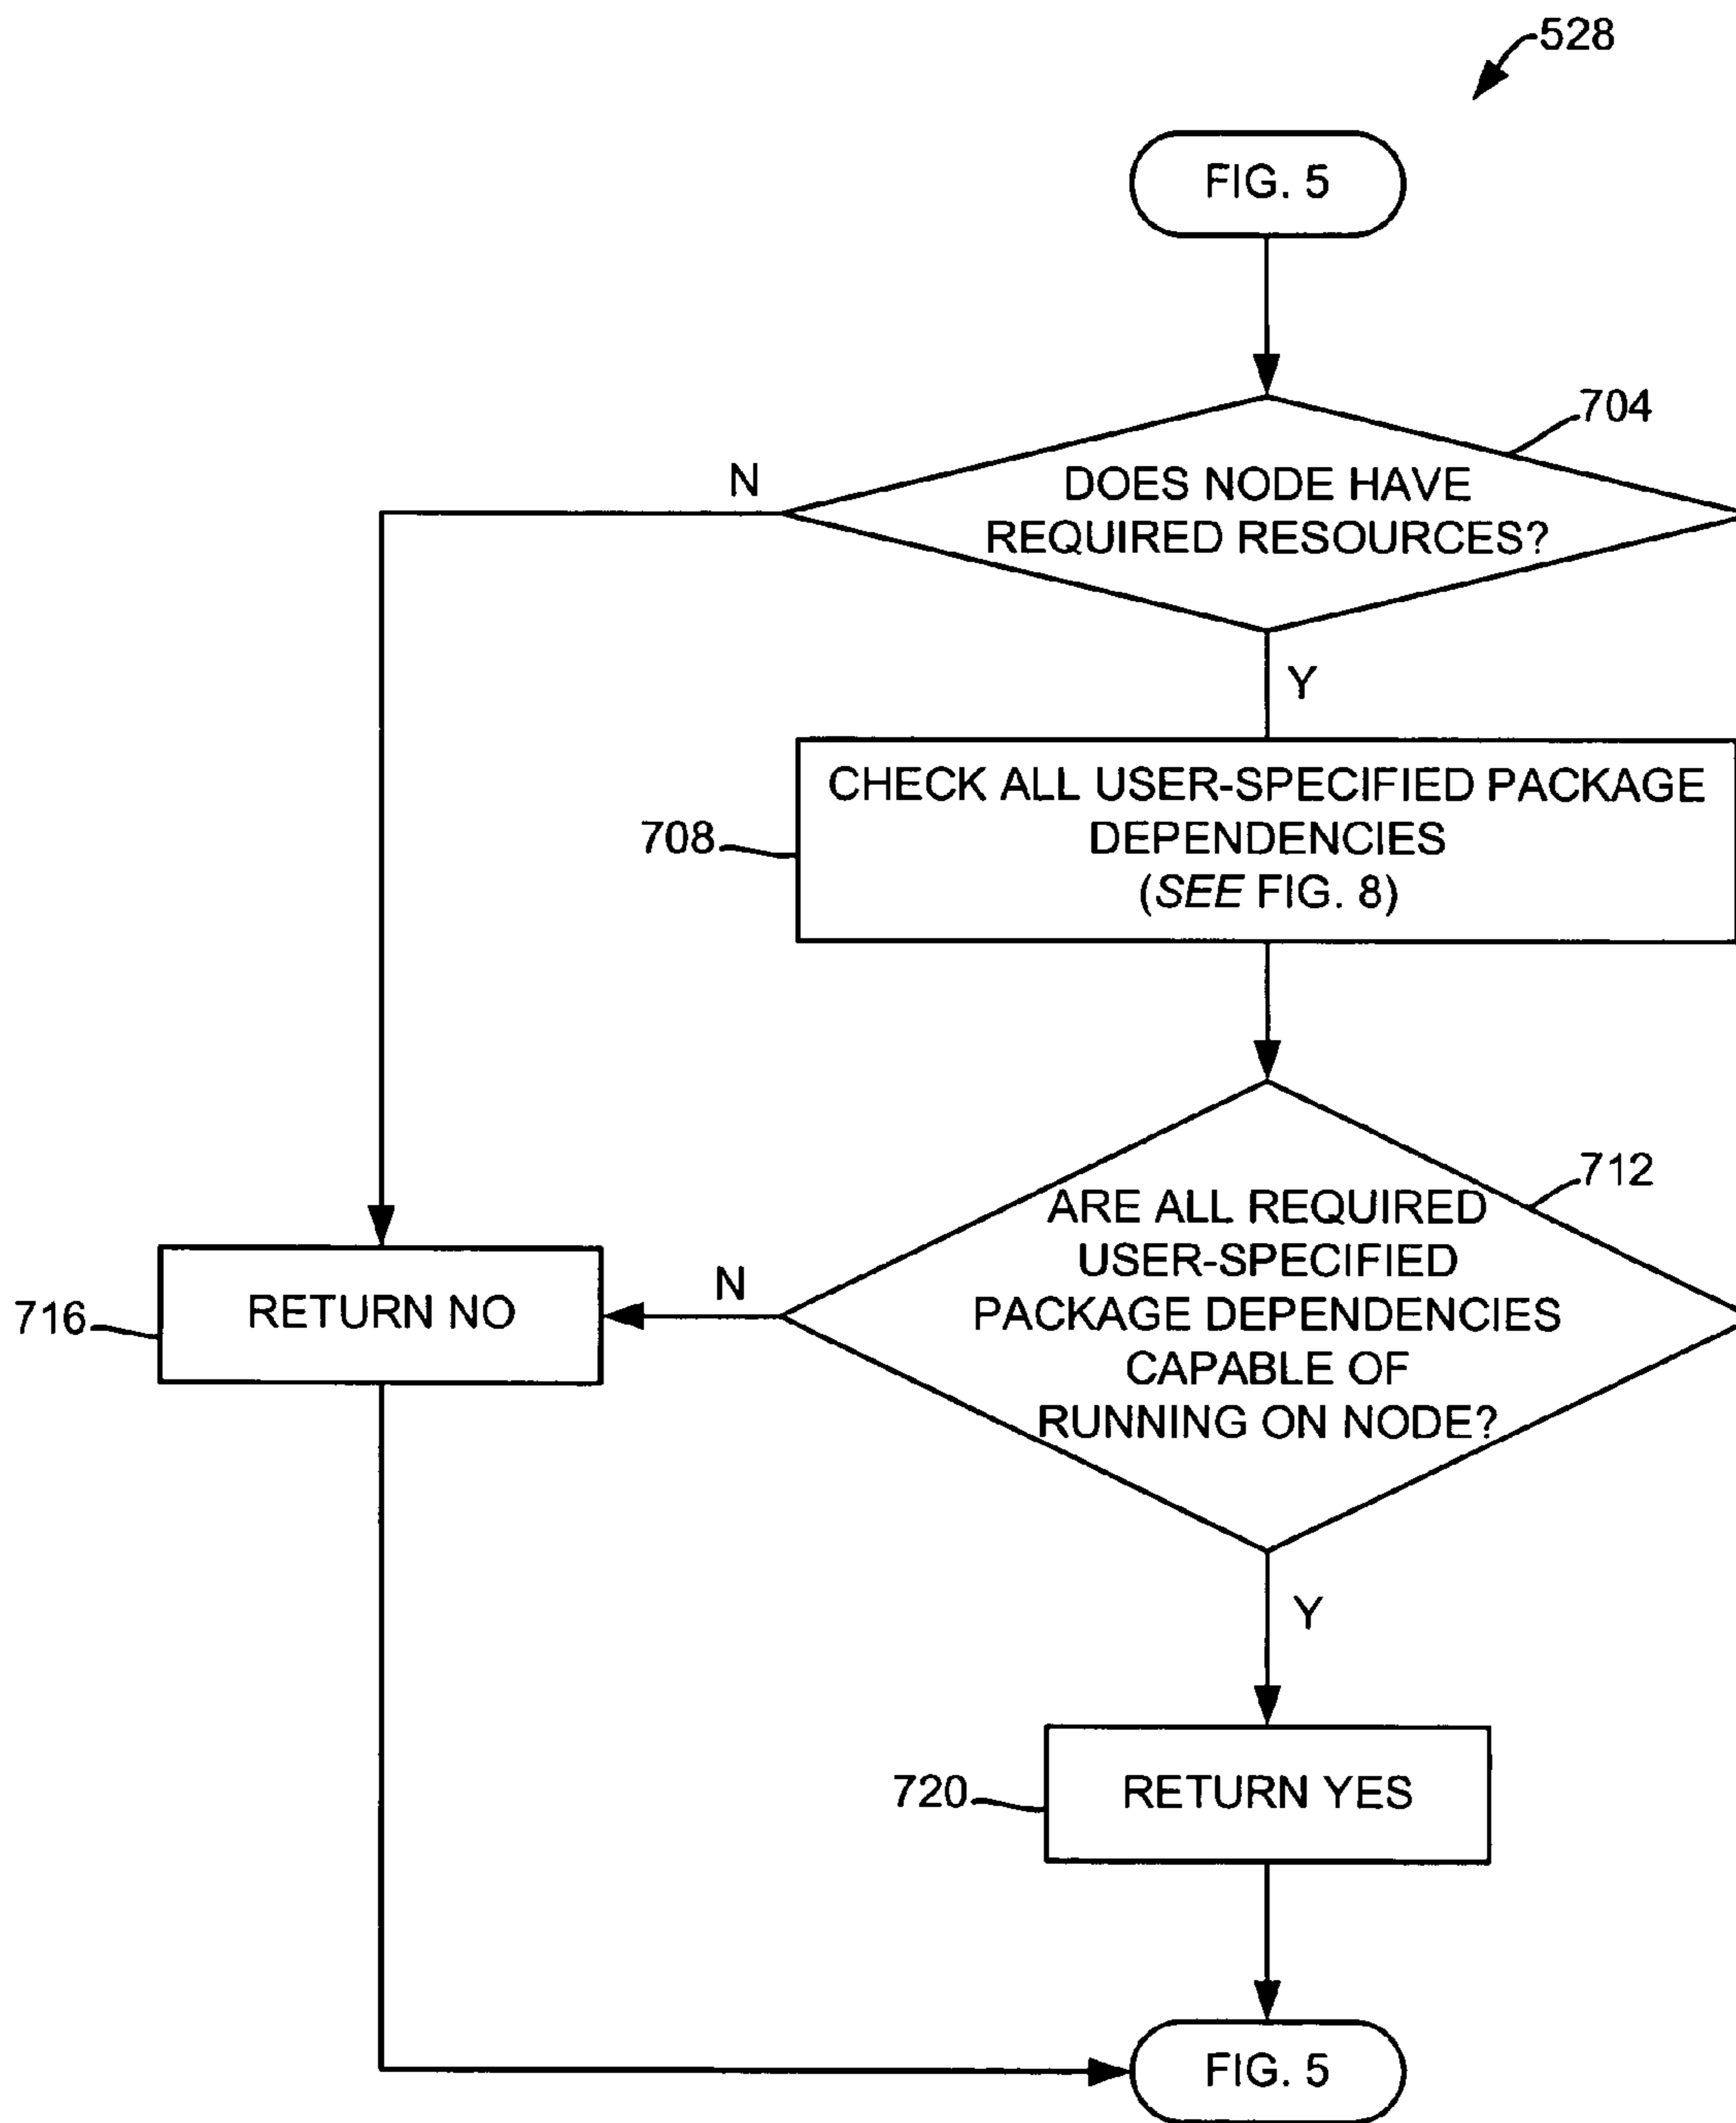 528
FIG. 5
704
N
DOES NODE HAVE
REQUIRED RESOURCES?
Y
CHECK ALL USER-SPECIFIED PACKAGE
DEPENDENCIES
(SEE FIG. 8)
708
712
ARE ALL REQUIRED
USER-SPECIFIED
PACKAGE DEPENDENCIES
CAPABLE OF
RUNNING ON NODE?
N
716
RETURN NO
Y
720
RETURN YES
FIG. 5